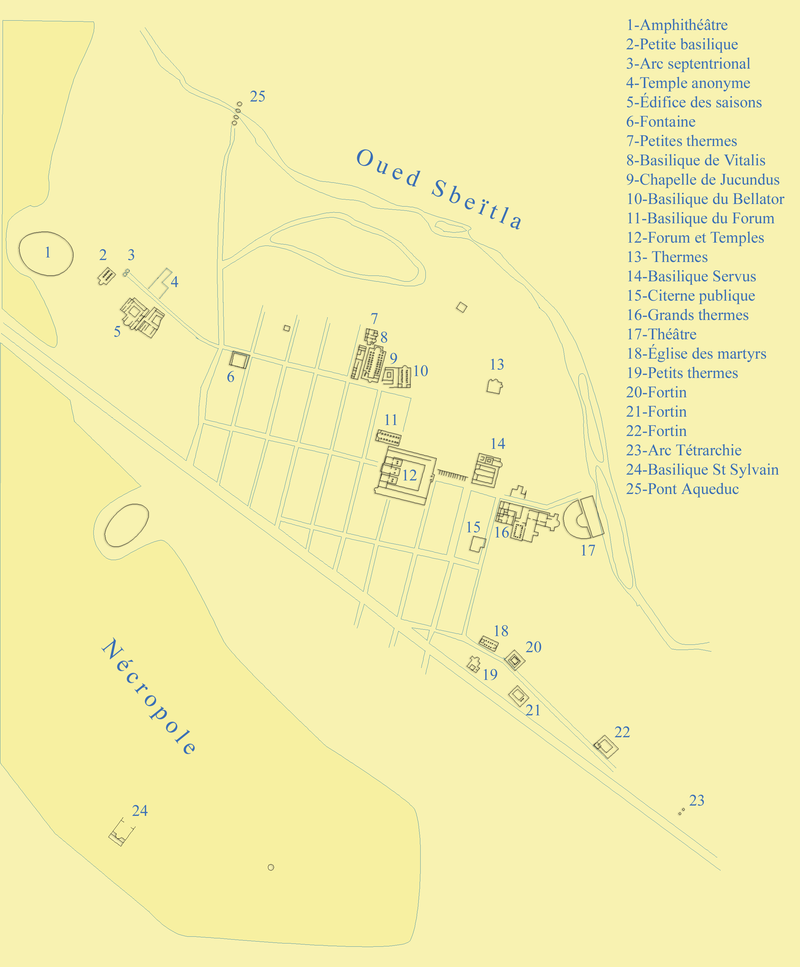 1-Amphithéâtre
2-Petite basilique
3-Arc septentrional
4-Temple anonyme
5-Édifice des saisons
6-Fontaine
7-Petites thermes
8-Basilique de Vitalis
9-Chapelle de Jucundus
10-Basilique du Bellator
11-Basilique du Forum
12-Forum et Temples
13- Thermes
14-Basilique Servus
15-Citerne publique
16-Grands thermes
17-Théâtre
18-Église des martyrs
19-Petits thermes
20-Fortin
21-Fortin
22-Fortin
23-Arc Tétrarchie
24-Basilique St Sylvain
25-Pont Aqueduc
25
Oued Sbeïtla
1
2
3
4
5
6
7
8
9
10
11
12
13
14
15
16
17
18
19
20
21
22
23
Nécropole
24